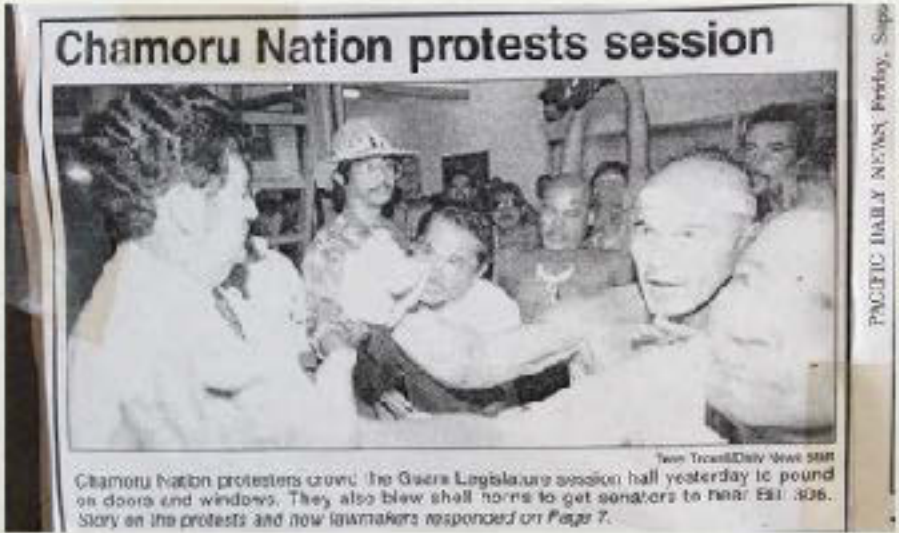 Chamoru Nation protests session
Daily News Staff
Chamoru Nation protesters crowd the Guam Legislature session hall yesterday to pound
on doors and windows. They also blew shell horns to get senators to hear Bill 306.
Story on the protests and how lawmakers responded on Page 7.
PACIFIC DAILY NEWS, Friday,